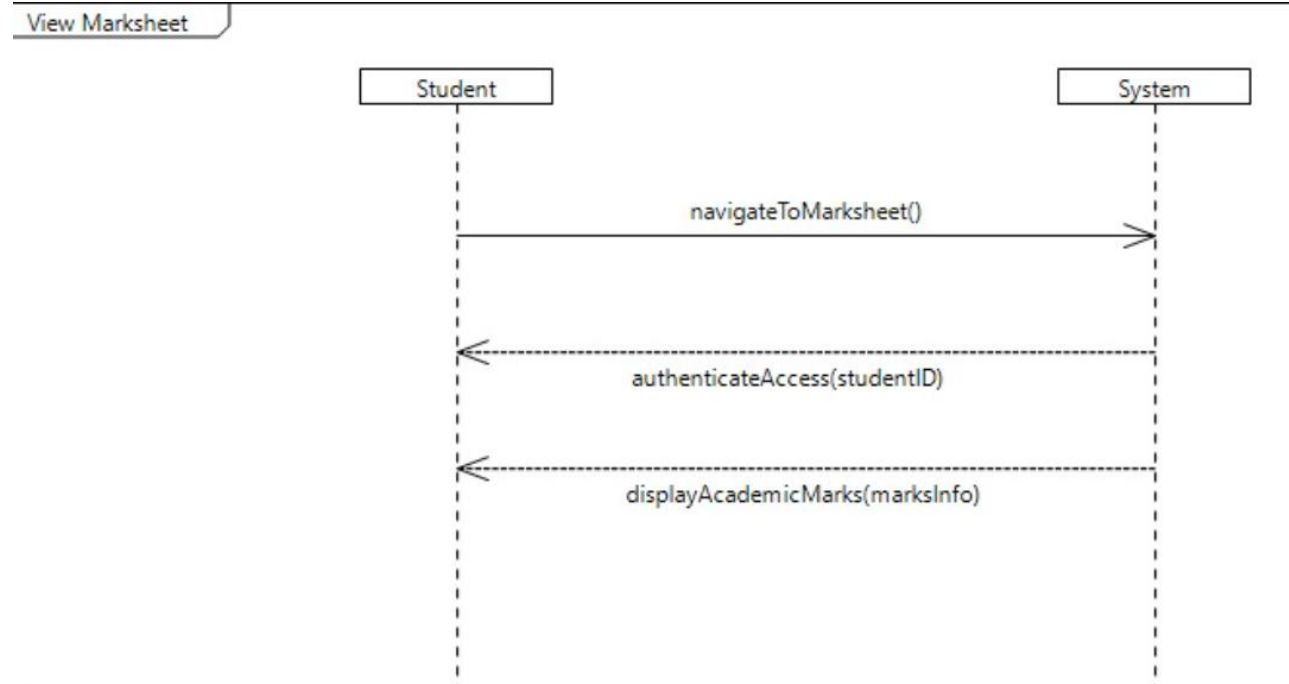 View Marksheet
Student
System
navigateToMarksheet()
authenticateAccess(studentID)
displayAcademicMarks(marksInfo)